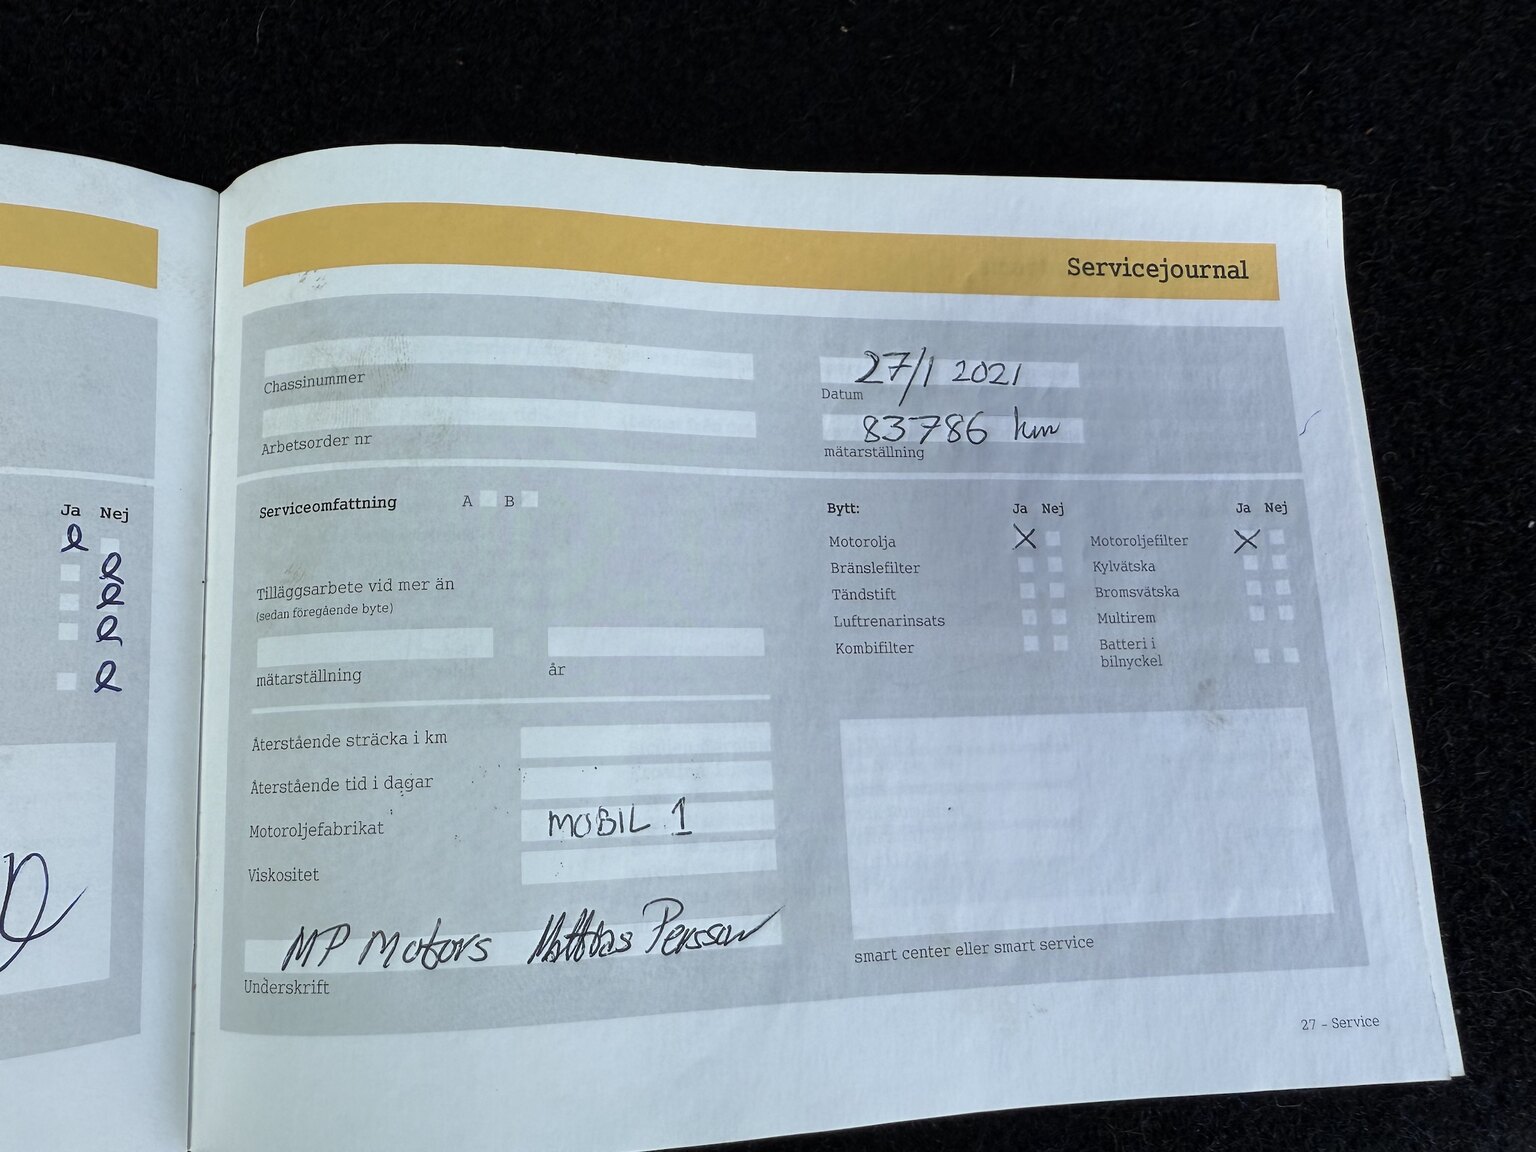 Servicejournal
Chassinummer
Arbetsorder nr
27/1 2021
Datum
83786 km
mätarställning
Serviceomfattning A B
Tilläggsarbete vid mer än
(sedan föregående byte)
mätarställning
år
Återstående sträcka i km
Återstående tid i dagar
Motoroljefabrikat MOBIL 1
Viskositet
MP Motors Mattias Persson
Underskrift
Bytt: Ja Nej
Motorolja X
Bränslefilter
Tändstift
Luftrenarinsats
Kombifilter
Ja Nej
Motoroljefilter X
Kylvätska
Bromsvätska
Multirem
Batteri i
bilnyckel
smart center eller smart service
27 - Service
Ja Nej